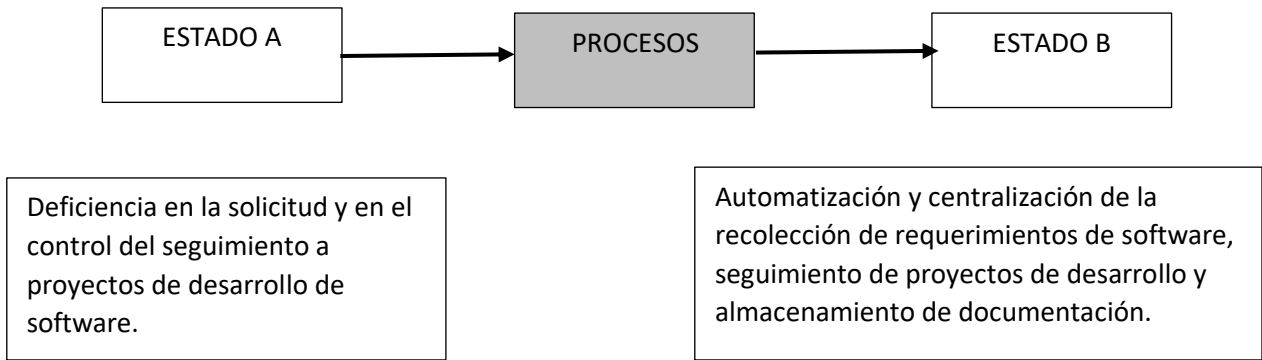 ESTADO A
PROCESOS
ESTADO B
Deficiencia en la solicitud y en el
control del seguimiento a
proyectos de desarrollo de
software.
Automatización y centralización de la
recolección de requerimientos de software,
seguimiento de proyectos de desarrollo y
almacenamiento de documentación.